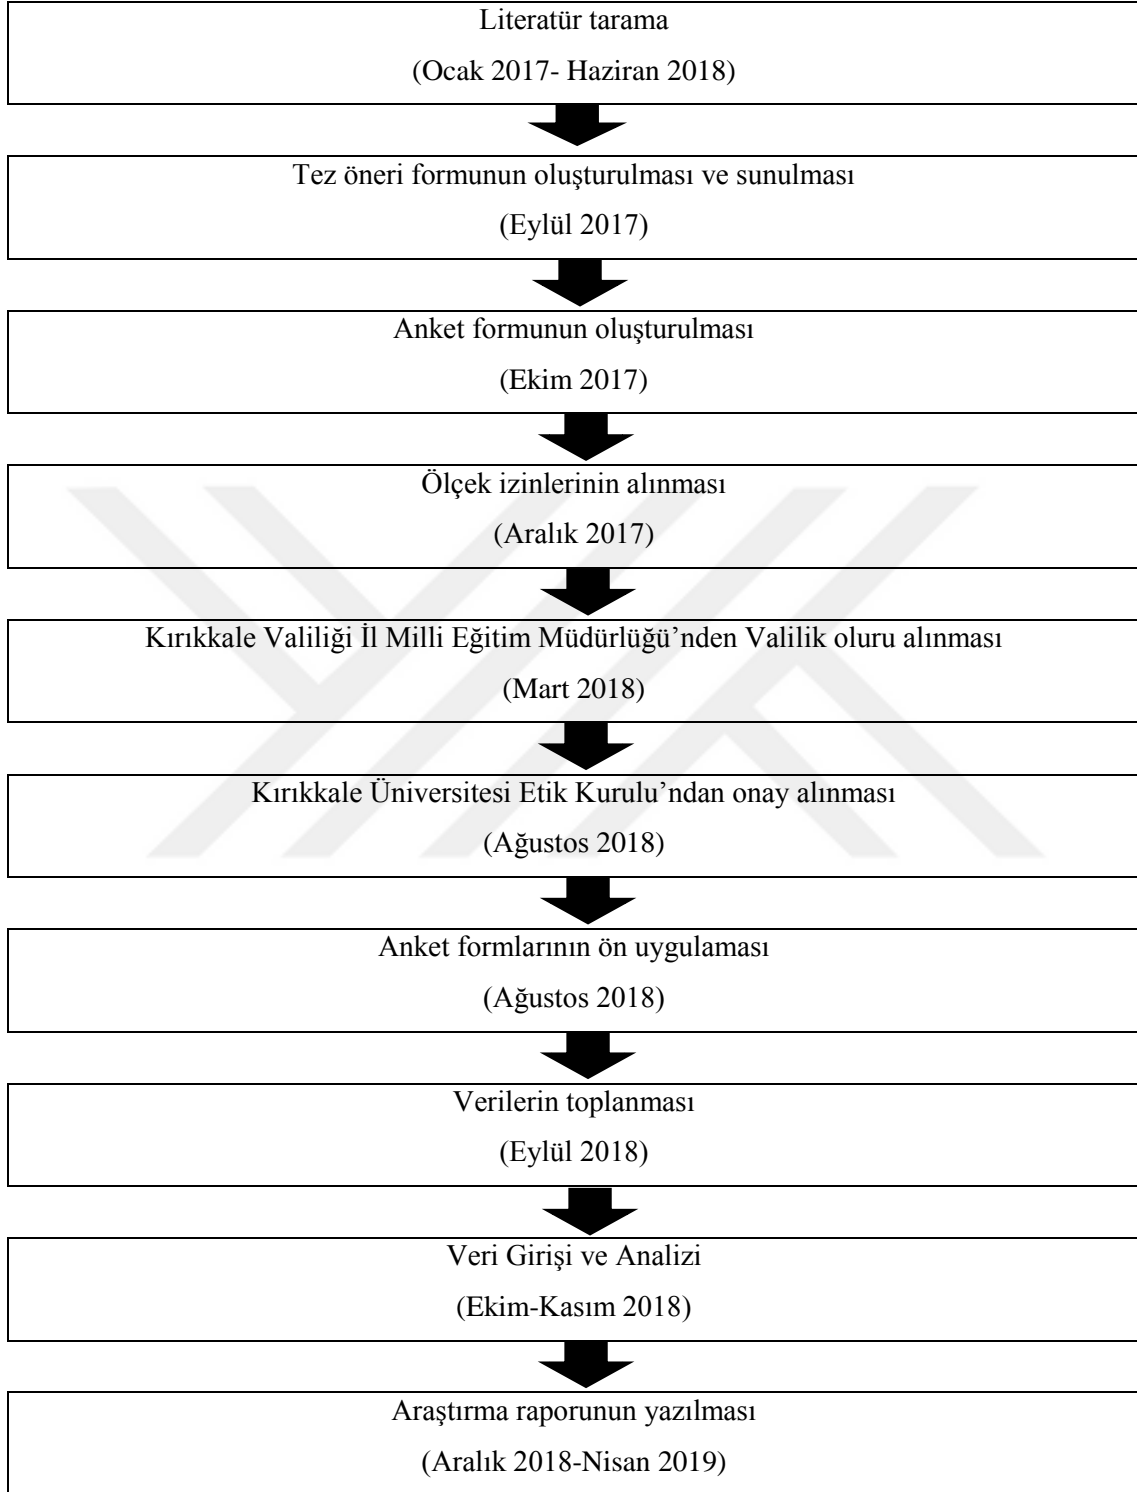 Literatür tarama
(Ocak 2017- Haziran 2018)
Tez öneri formunun oluşturulması ve sunulması
(Eylül 2017)
Anket formunun oluşturulması
(Ekim 2017)
Ölçek izinlerinin alınması
(Aralık 2017)
Kırıkkale Valiliği İl Milli Eğitim Müdürlüğü’nden Valilik oluru alınması
(Mart 2018)
Kırıkkale Üniversitesi Etik Kurulu’ndan onay alınması
(Ağustos 2018)
Anket formlarının ön uygulaması
(Ağustos 2018)
Verilerin toplanması
(Eylül 2018)
Veri Girişi ve Analizi
(Ekim-Kasım 2018)
Araştırma raporunun yazılması
(Aralık 2018-Nisan 2019)